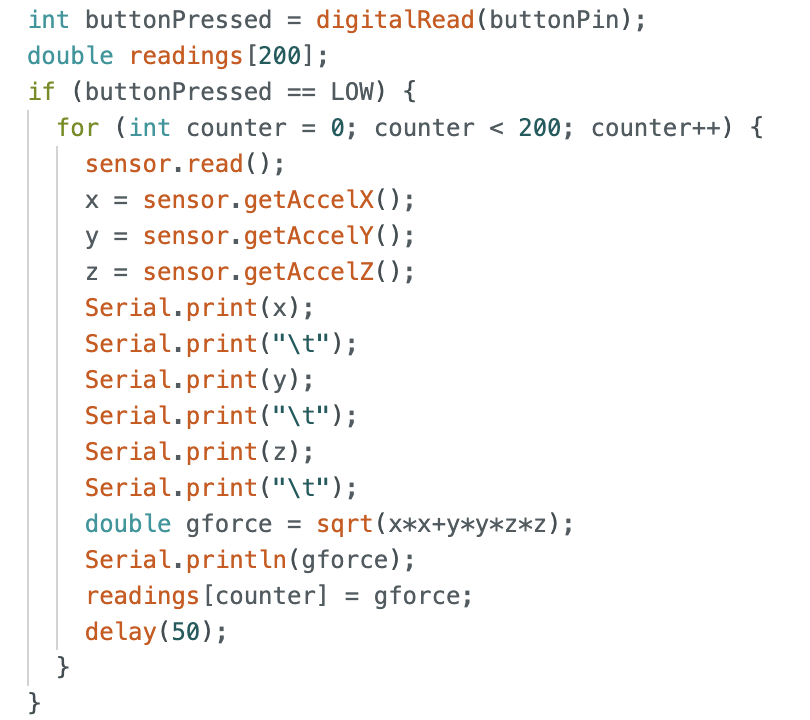 int buttonPressed = digitalRead(buttonPin);
double readings[200];
if (buttonPressed == LOW) {
  for (int counter = 0; counter < 200; counter++) {
    sensor.read();
    x = sensor.getAccelX();
    y = sensor.getAccelY();
    z = sensor.getAccelZ();
    Serial.print(x);
    Serial.print("\t");
    Serial.print(y);
    Serial.print("\t");
    Serial.print(z);
    Serial.print("\t");
    double gforce = sqrt(x*x+y*y*z*z);
    Serial.println(gforce);
    readings[counter] = gforce;
    delay(50);
  }
}